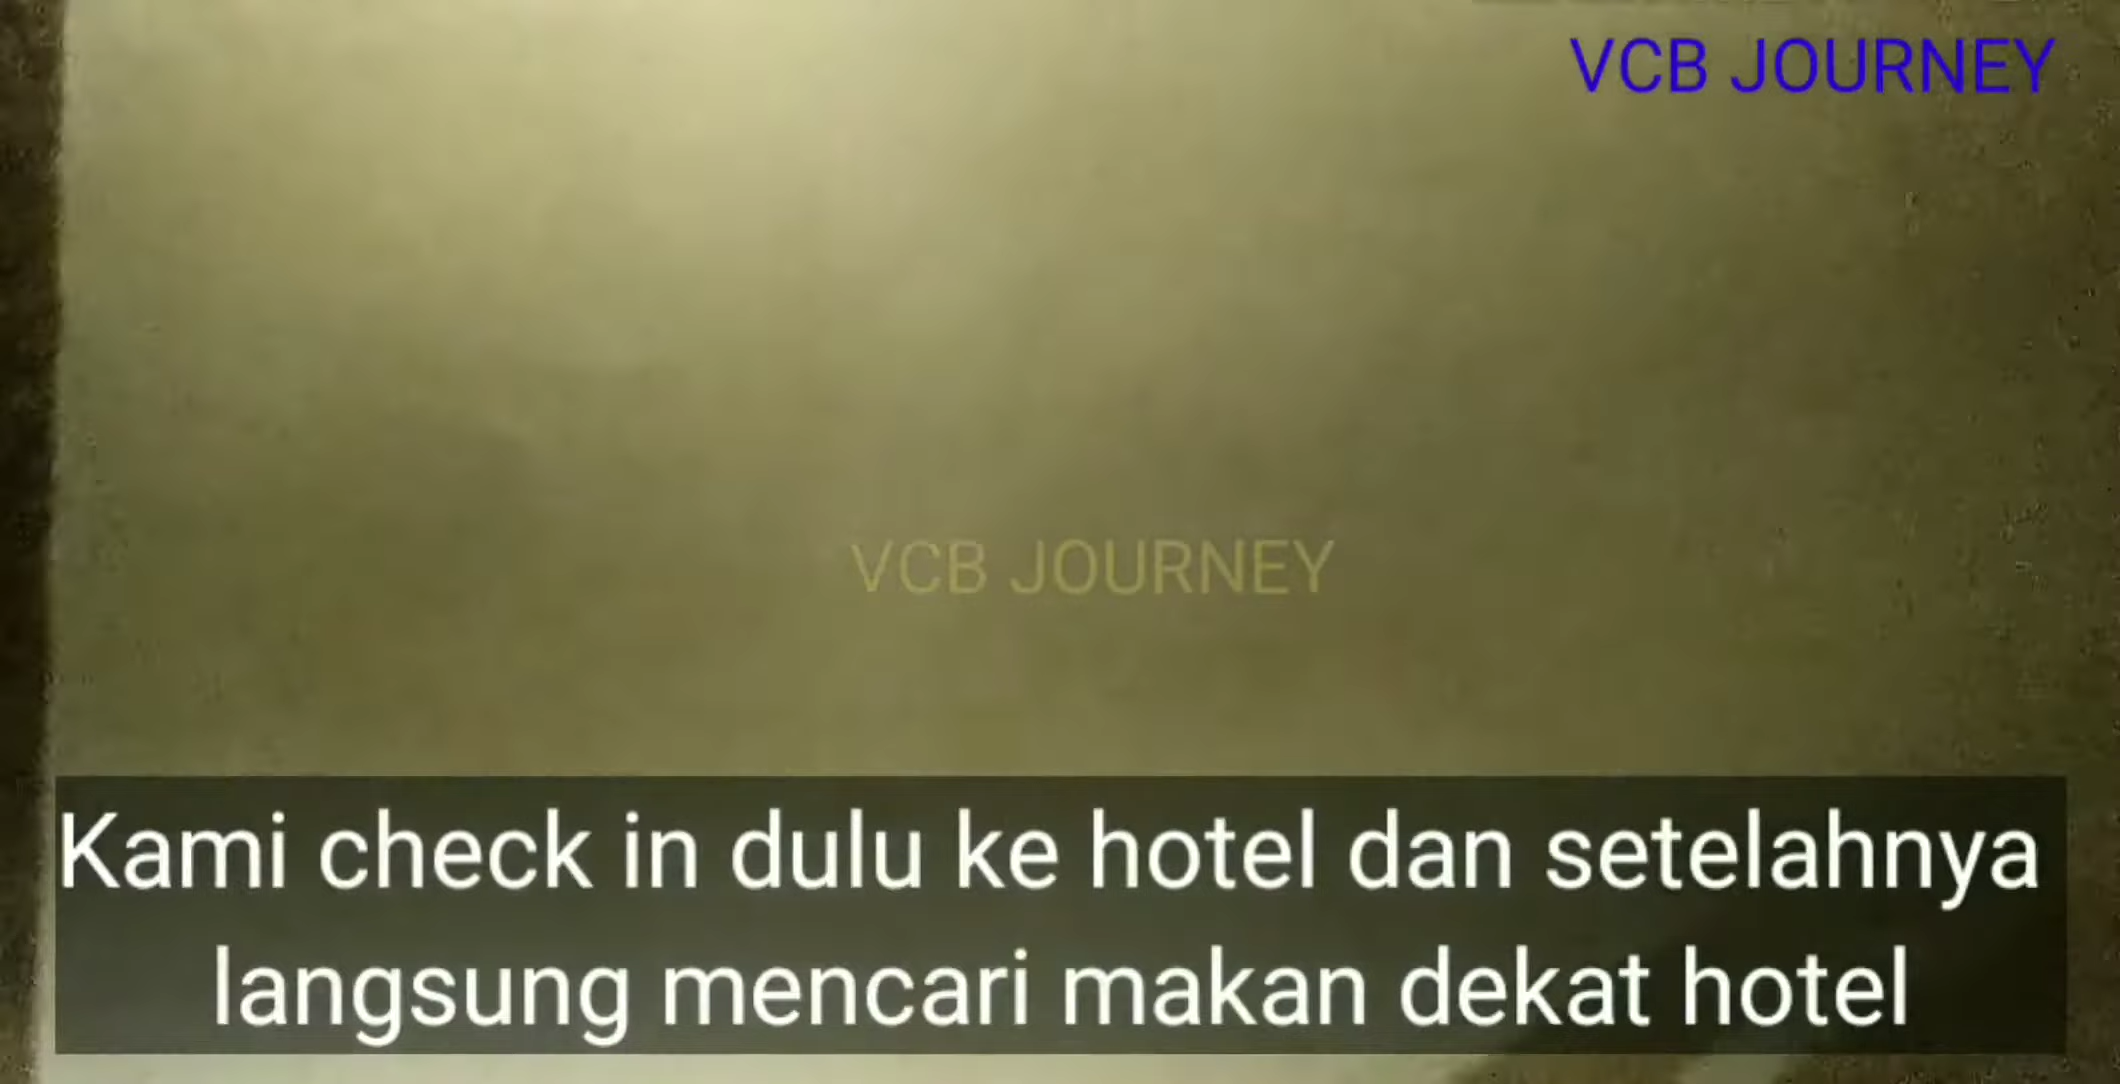 VCB JOURNEY
VCB JOURNEY
Kami check in dulu ke hotel dan setelahnya
langsung mencari makan dekat hotel